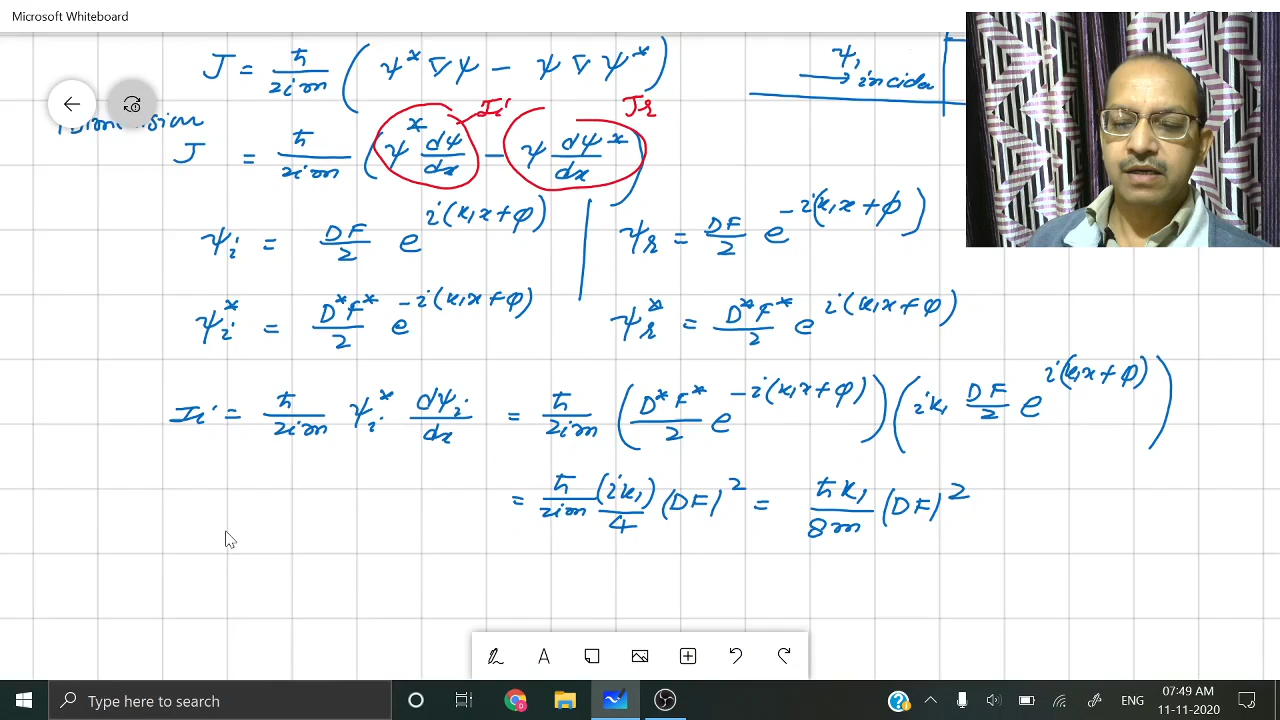 Microsoft Whiteboard
J = ħ/2im (ψ* ∇ψ − ψ ∇ψ*)
ψ₁
→ incident
Ji
Jr
dimension
J = ħ/2im (ψ* dψ/dx − ψ dψ*/dx)
ψi = DF/2 e^{i(k₁x+φ)} | ψr = DF/2 e^{-i(k₁x+φ)}
ψi* = D*F*/2 e^{-i(k₁x+φ)} ψr* = D*F*/2 e^{i(k₁x+φ)}
Ji = ħ/2im ψi* dψi/dx = ħ/2im (D*F*/2 e^{-i(k₁x+φ)}) (ik₁ DF/2 e^{i(k₁x+φ)})
= ħ/2im (ik₁)/4 (DF)² = ħk₁/8m (DF)²
A
Type here to search
ENG
07:49 AM
11-11-2020